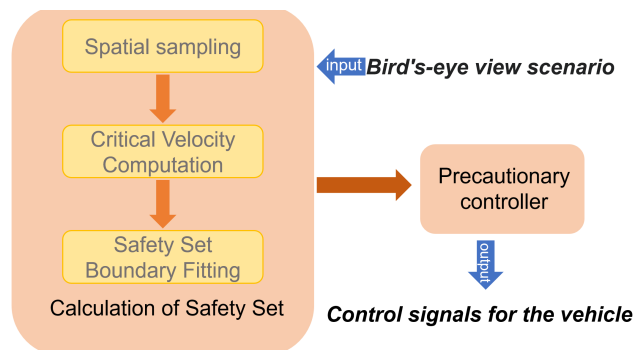 Spatial sampling
Critical Velocity
Computation
Safety Set
Boundary Fitting
Calculation of Safety Set
input
Bird's-eye view scenario
Precautionary
controller
output
Control signals for the vehicle